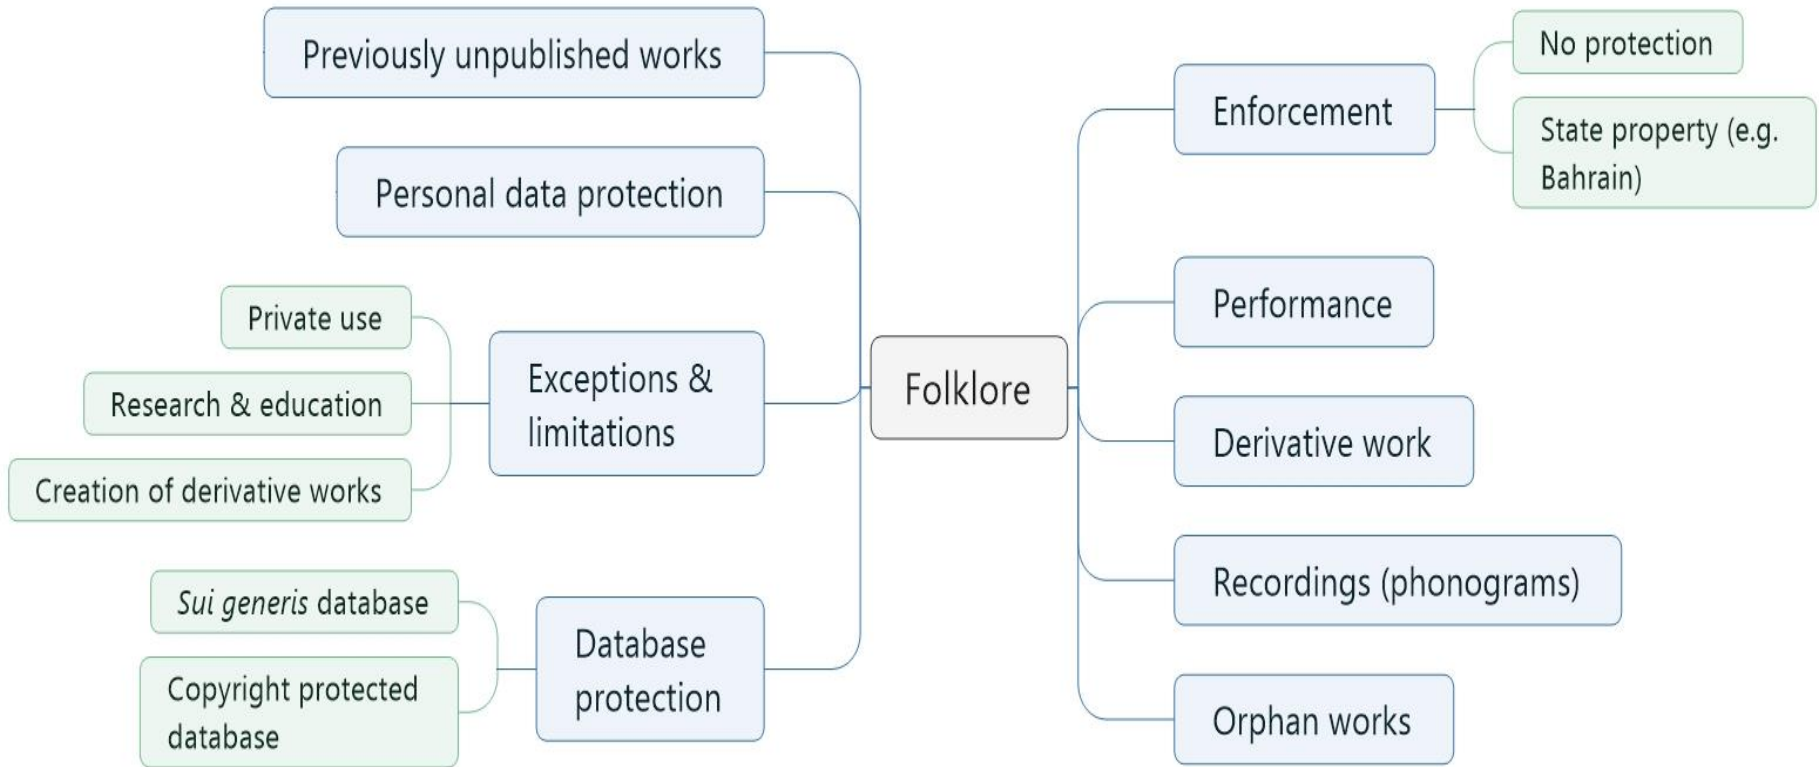 Previously unpublished works
Personal data protection
Private use
Research & education
Creation of derivative works
Exceptions &
limitations
Sui generis database
Copyright protected
database
Database
protection
Folklore
Enforcement
No protection
State property (e.g.
Bahrain)
Performance
Derivative work
Recordings (phonograms)
Orphan works